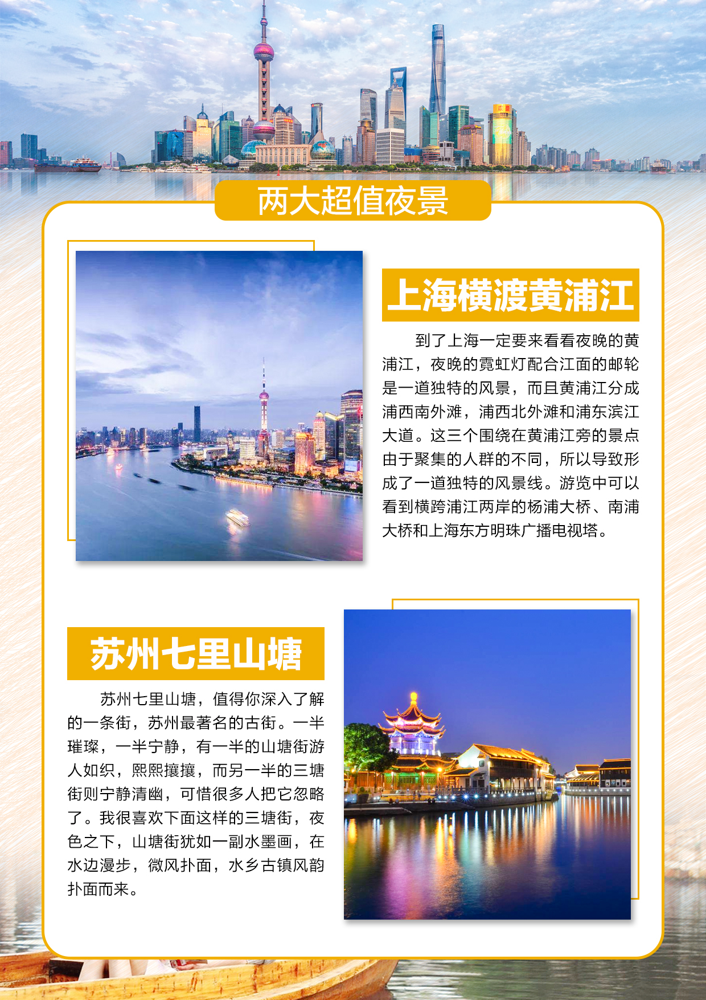 两大超值夜景
上海横渡黄浦江
到了上海一定要来看看夜晚的黄
浦江，夜晚的霓虹灯配合江面的邮轮
是一道独特的风景，而且黄浦江分成
浦西南外滩，浦西北外滩和浦东滨江
大道。这三个围绕在黄浦江旁的景点
由于聚集的人群的不同，所以导致形
成了一道独特的风景线。游览中可以
看到横跨浦江两岸的杨浦大桥、南浦
大桥和上海东方明珠广播电视塔。
苏州七里山塘
苏州七里山塘，值得你深入了解
的一条街，苏州最著名的古街。一半
璀璨，一半宁静，有一半的山塘街游
人如织，熙熙攘攘，而另一半的三塘
街则宁静清幽，可惜很多人把它忽略
了。我很喜欢下面这样的三塘街，夜
色之下，山塘街犹如一副水墨画，在
水边漫步，微风扑面，水乡古镇风韵
扑面而来。